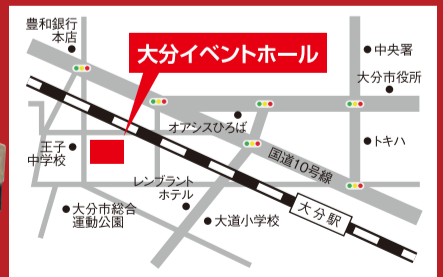 豊和銀行
本店
大分イベントホール
中央署
大分市役所
オアシスひろば
トキハ
王子
中学校
国道10号線
レンブラント
ホテル
大分駅
大分市総合
運動公園
大道小学校